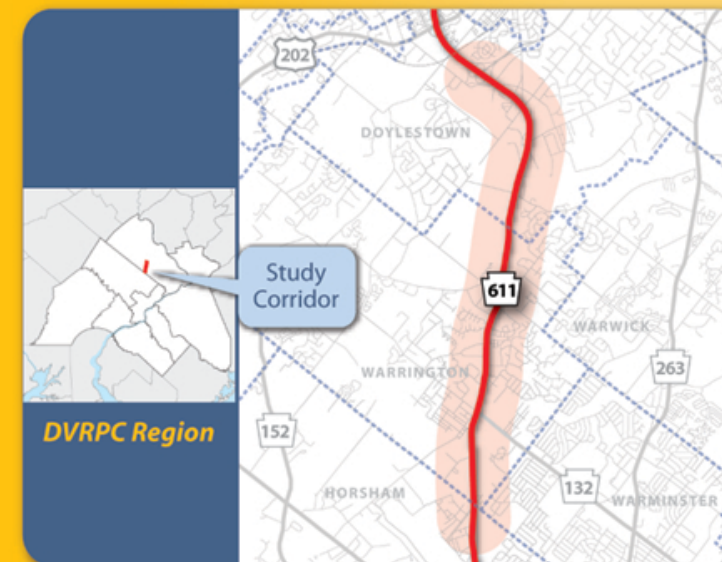 202
DOYLESTOWN
Study
Corridor
611
WARWICK
WARRINGTON
263
DVRPC Region
152
HORSHAM
132
WARMINSTER